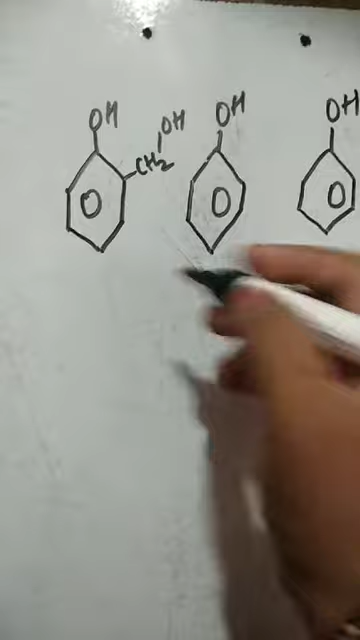 OH OH OH
OH
CH₂
O O O